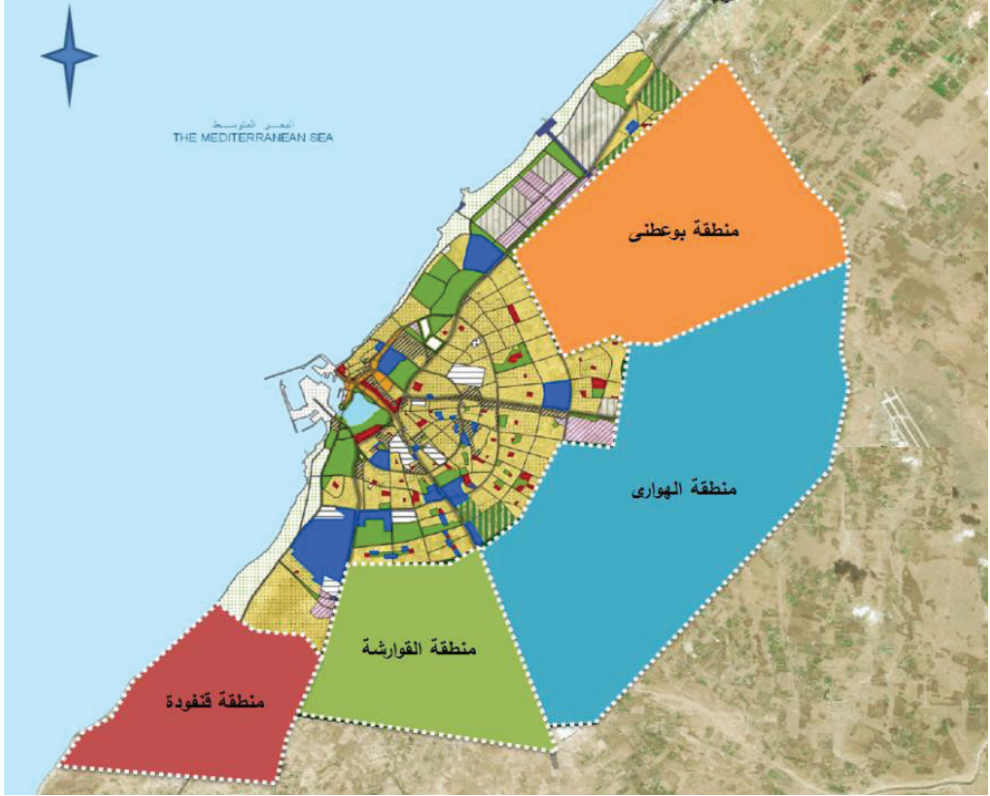 البحر المتوسط
THE MEDITERRANEAN SEA
منطقة بوعطنى
منطقة الهوارى
منطقة القوارشة
منطقة قنفودة